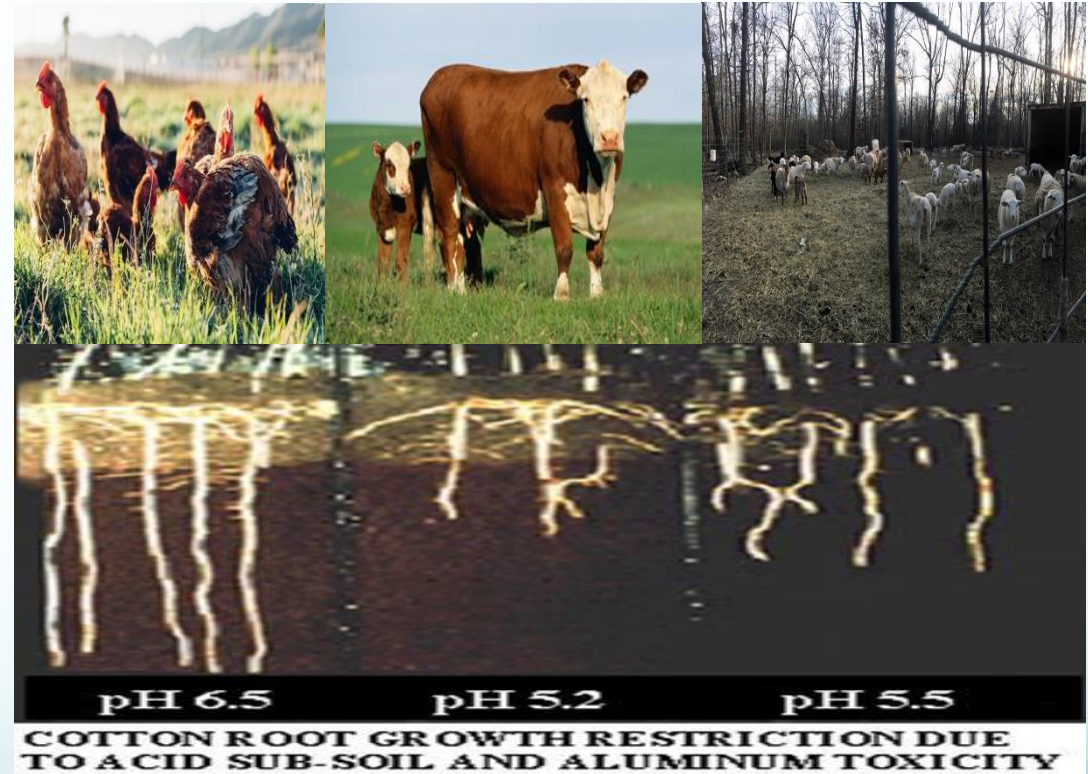 pH 6.5 pH 5.2 pH 5.5
COTTON ROOT GROWTH RESTRICTION DUE
TO ACID SUB-SOIL AND ALUMINUM TOXICITY